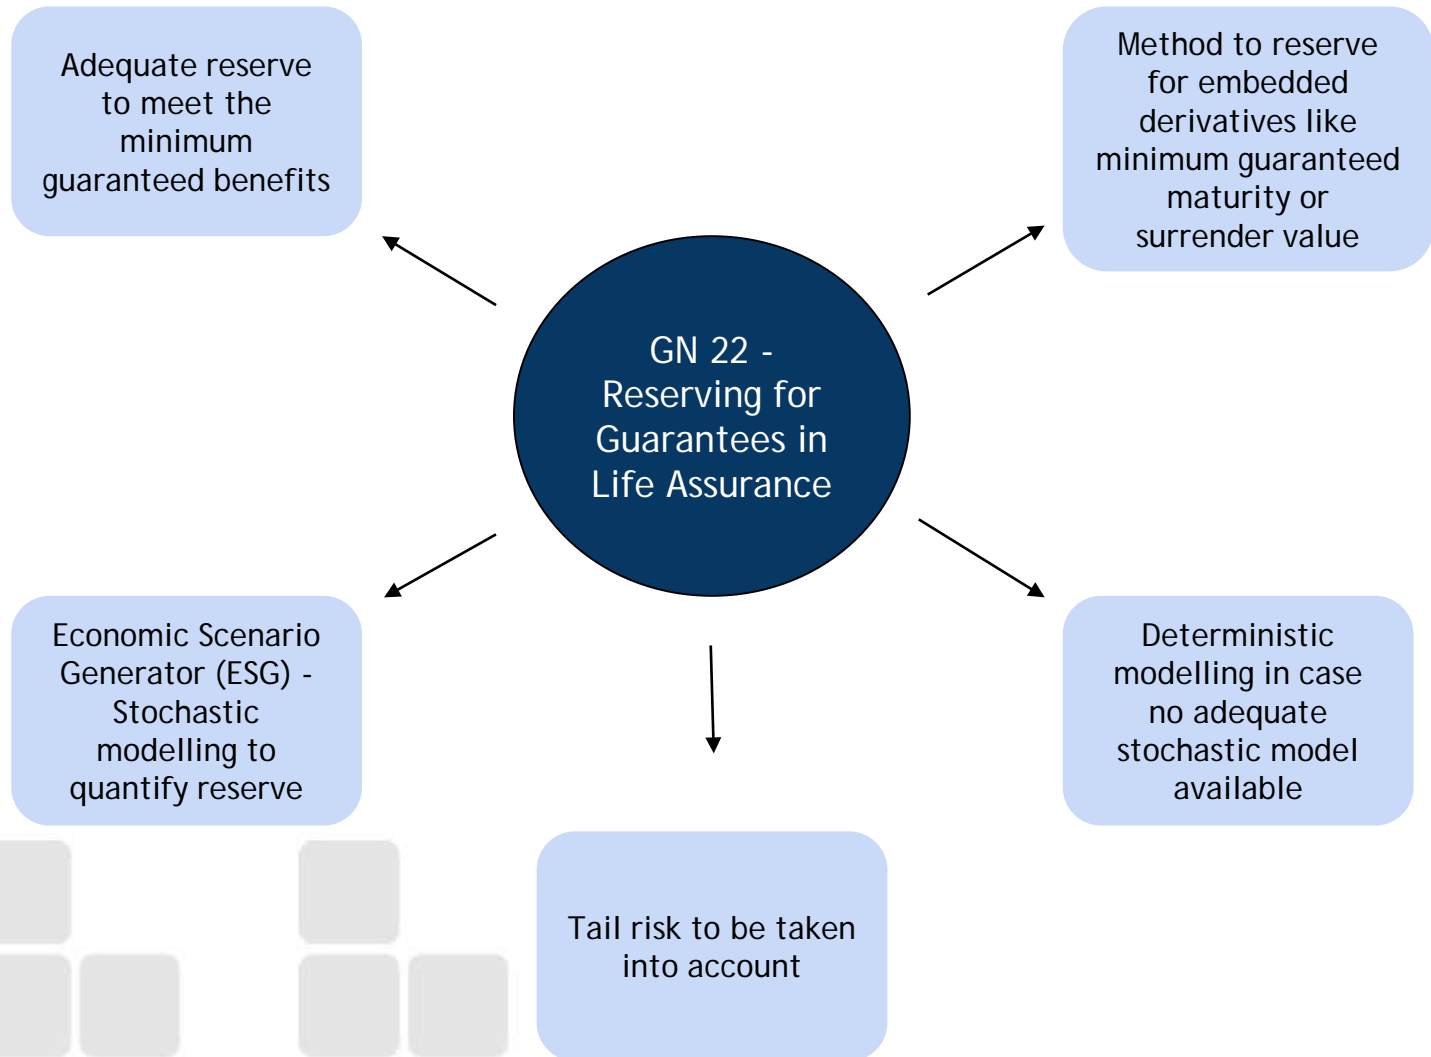 Adequate reserve
to meet the
minimum
guaranteed benefits
Method to reserve
for embedded
derivatives like
minimum guaranteed
maturity or
surrender value
GN 22 -
Reserving for
Guarantees in
Life Assurance
Economic Scenario
Generator (ESG) -
Stochastic
modelling to
quantify reserve
Deterministic
modelling in case
no adequate
stochastic model
available
Tail risk to be taken
into account